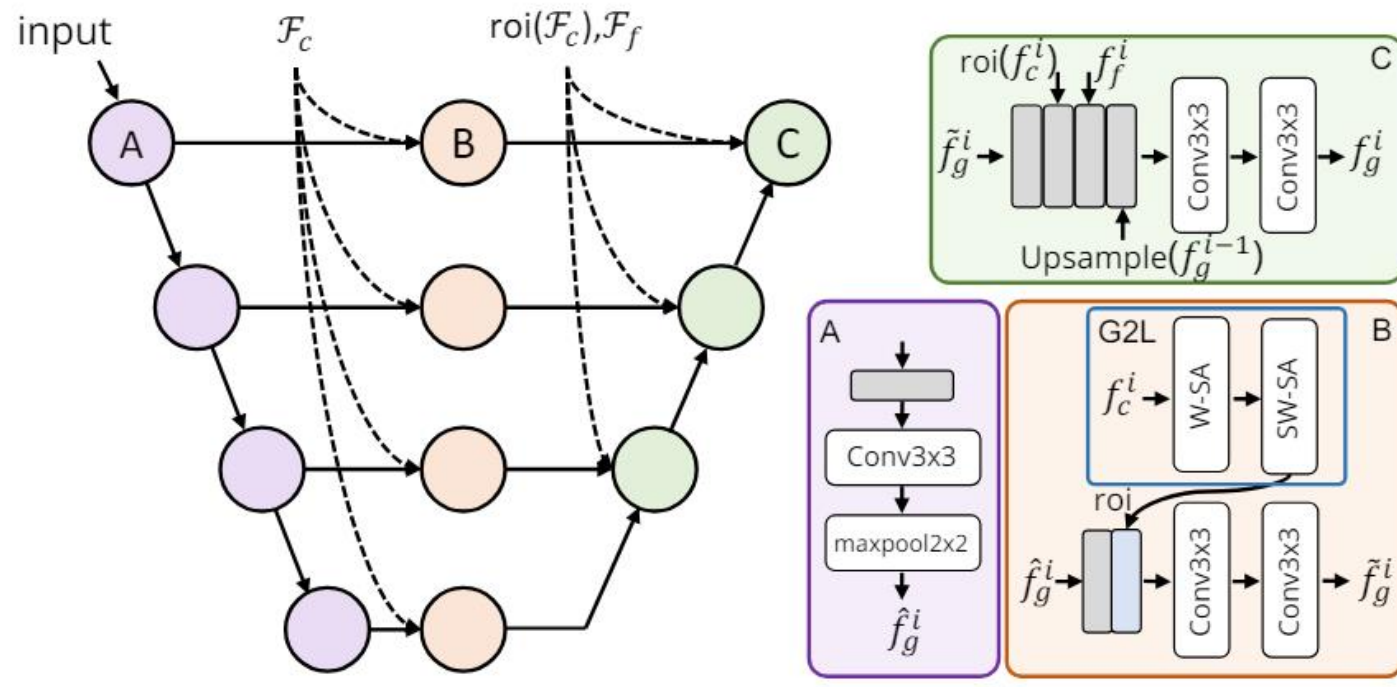 input
ℱ_c
roi(ℱ_c),ℱ_f
A
B
C
C
roi(f_c^i)
f_f^i
f̃_g^i
Conv3x3
Conv3x3
f_g^i
Upsample(f_g^{i−1})
A
Conv3x3
maxpool2x2
f̂_g^i
B
G2L
f_c^i
W-SA
SW-SA
roi
f̂_g^i
Conv3x3
Conv3x3
f̃_g^i